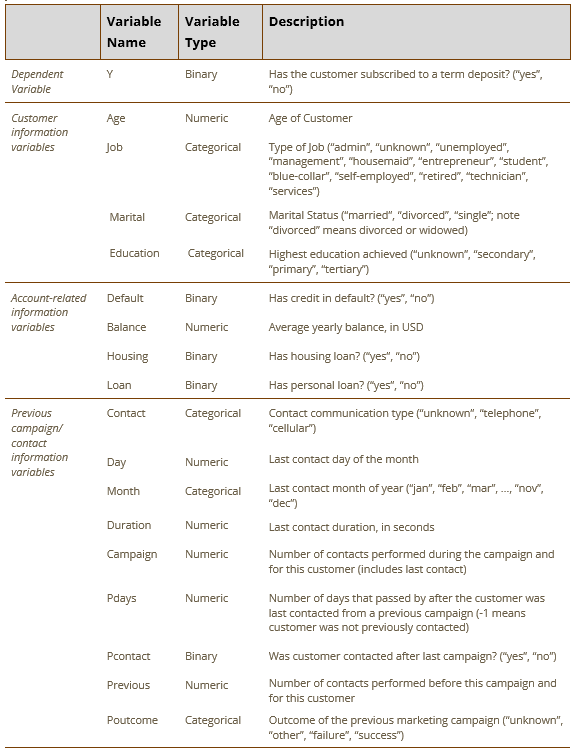 Variable Name Variable Type Description
Dependent Variable Y Binary Has the customer subscribed to a term deposit? (“yes”,
“no”)
Customer information variables Age Numeric Age of Customer
Job Categorical Type of Job (“admin”, “unknown”, “unemployed”,
“management”, “housemaid”, “entrepreneur”, “student”,
“blue-collar”, “self-employed”, “retired”, “technician”,
“services”)
Marital Categorical Marital Status (“married”, “divorced”, “single”; note
“divorced” means divorced or widowed)
Education Categorical Highest education achieved (“unknown”, “secondary”,
“primary”, “tertiary”)
Account-related information variables Default Binary Has credit in default? (“yes”, “no”)
Balance Numeric Average yearly balance, in USD
Housing Binary Has housing loan? (“yes”, “no”)
Loan Binary Has personal loan? (“yes”, “no”)
Previous campaign/ contact information variables Contact Categorical Contact communication type (“unknown”, “telephone”,
“cellular”)
Day Numeric Last contact day of the month
Month Categorical Last contact month of year (“jan”, “feb”, “mar”, ..., “nov”,
“dec”)
Duration Numeric Last contact duration, in seconds
Campaign Numeric Number of contacts performed during the campaign and
for this customer (includes last contact)
Pdays Numeric Number of days that passed by after the customer was
last contacted from a previous campaign (-1 means
customer was not previously contacted)
Pcontact Binary Was customer contacted after last campaign? (“yes”, “no”)
Previous Numeric Number of contacts performed before this campaign and
for this customer
Poutcome Categorical Outcome of the previous marketing campaign (“unknown”,
“other”, “failure”, “success”)